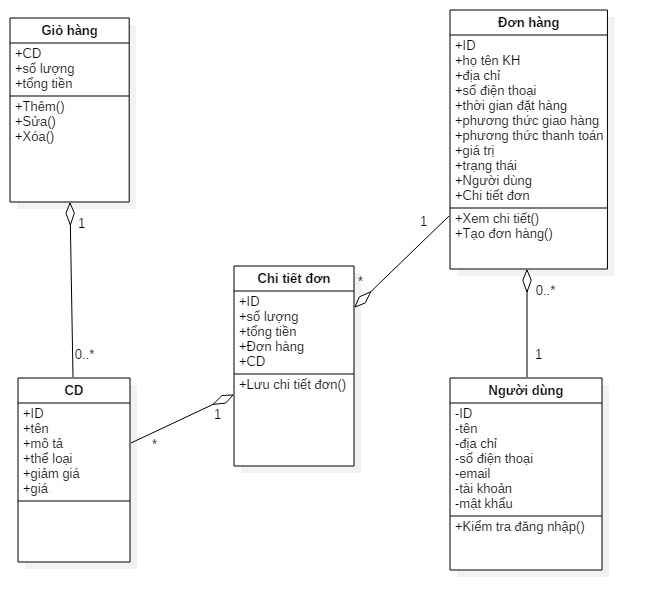 Giỏ hàng
+CD
+số lượng
+tổng tiền
+Thêm()
+Sửa()
+Xóa()
1
0..*
Đơn hàng
+ID
+họ tên KH
+địa chỉ
+số điện thoại
+thời gian đặt hàng
+phương thức giao hàng
+phương thức thanh toán
+giá trị
+trạng thái
+Người dùng
+Chi tiết đơn
+Xem chi tiết()
+Tạo đơn hàng()
1
*
0..*
1
Chi tiết đơn
+ID
+số lượng
+tổng tiền
+Đơn hàng
+CD
+Lưu chi tiết đơn()
1
*
CD
+ID
+tên
+mô tả
+thể loại
+giảm giá
+giá
Người dùng
-ID
-tên
-địa chỉ
-số điện thoại
-email
-tài khoản
-mật khẩu
+Kiểm tra đăng nhập()